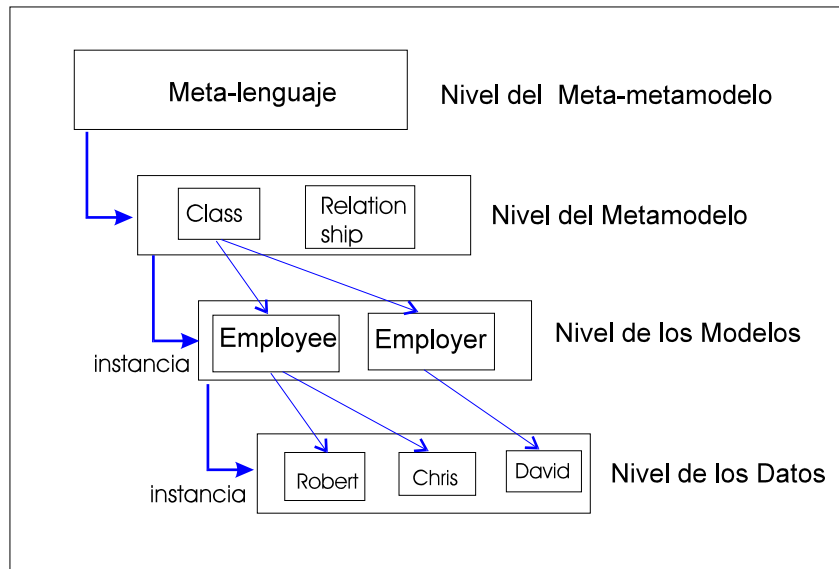 Meta-lenguaje
Nivel del Meta-metamodelo
Class
Relation
ship
Nivel del Metamodelo
instancia
Employee
Employer
Nivel de los Modelos
instancia
Robert
Chris
David
Nivel de los Datos